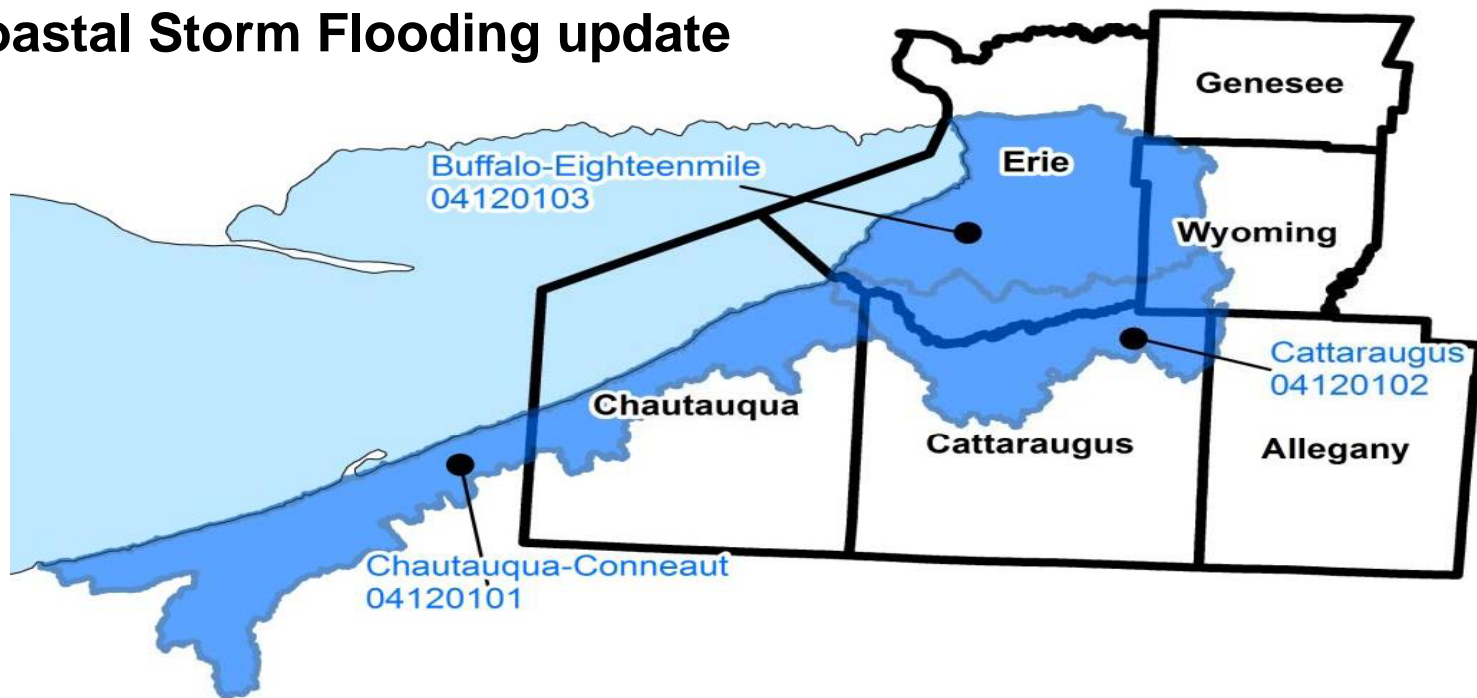 oastal Storm Flooding update
Genesee
Buffalo-Eighteenmile
04120103
Erie
Wyoming
Cattaraugus
04120102
Chautauqua
Cattaraugus
Allegany
Chautauqua-Conneaut
04120101